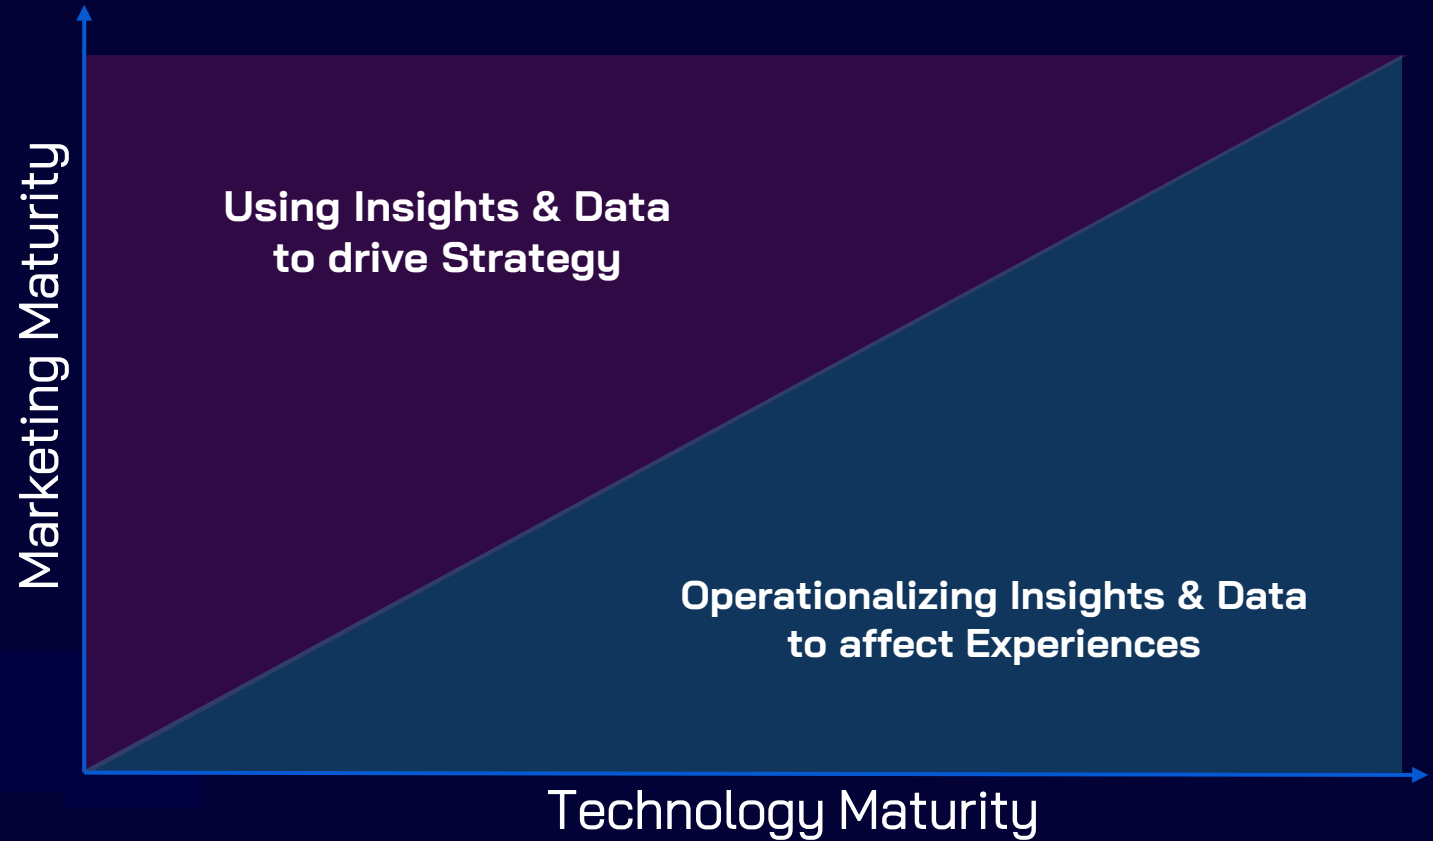 Marketing Maturity
Using Insights & Data
to drive Strategy
Operationalizing Insights & Data
to affect Experiences
Technology Maturity